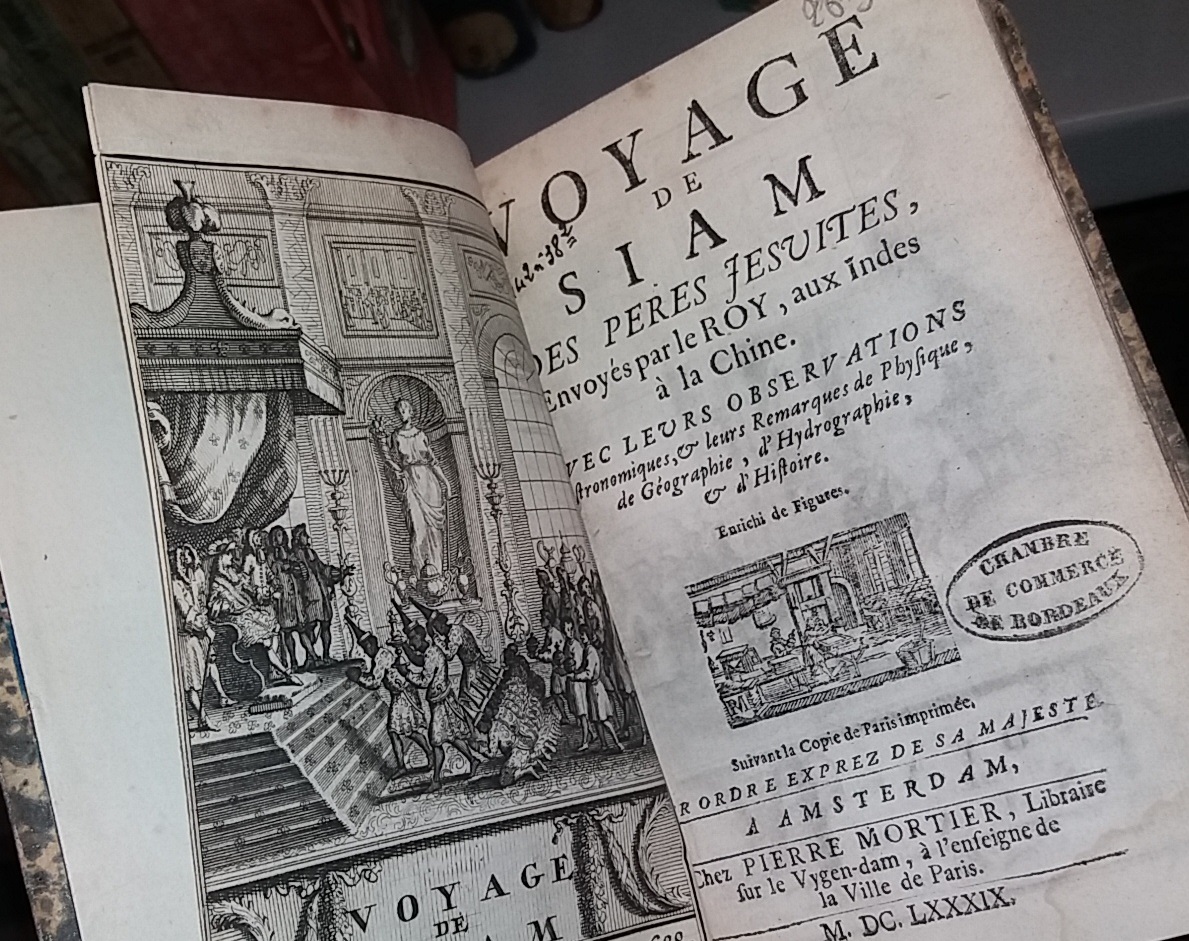 VOYAGE
DE
SIAM
DES PERES JESUITES,
Envoyés par le ROY, aux Indes
à la Chine.
VEC LEURS OBSERVATIONS
stronomiques, & leurs Remarques de Physique,
de Géographie, d'Hydrographie,
& d'Histoire.
Enrichi de Figures.
CHAMBRE
DE COMMERCE
DE BORDEAUX
Suivant la Copie de Paris imprimée,
R ORDRE EXPREZ DE SA MAJESTÉ
A AMSTERDAM,
Chez PIERRE MORTIER, Libraire
sur le Vygen-dam, à l'enseigne de
la Ville de Paris.
M. DC. LXXXIX.
VOYAGE
DE
AM